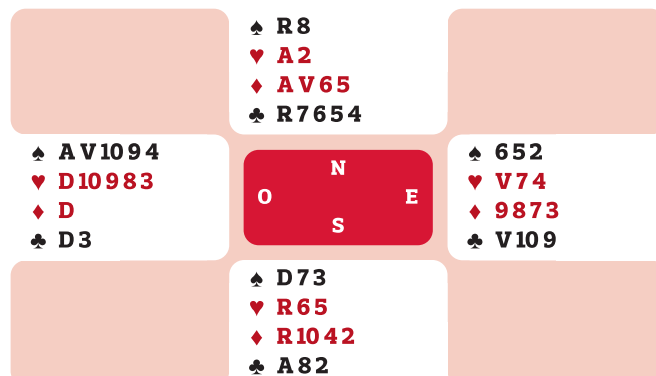 ♠ R8
♥ A2
♦ AV65
♣ R7654
♠ AV1094
♥ D10983
♦ D
♣ D3
N
O E
S
♠ 652
♥ V74
♦ 9873
♣ V109
♠ D73
♥ R65
♦ R1042
♣ A82